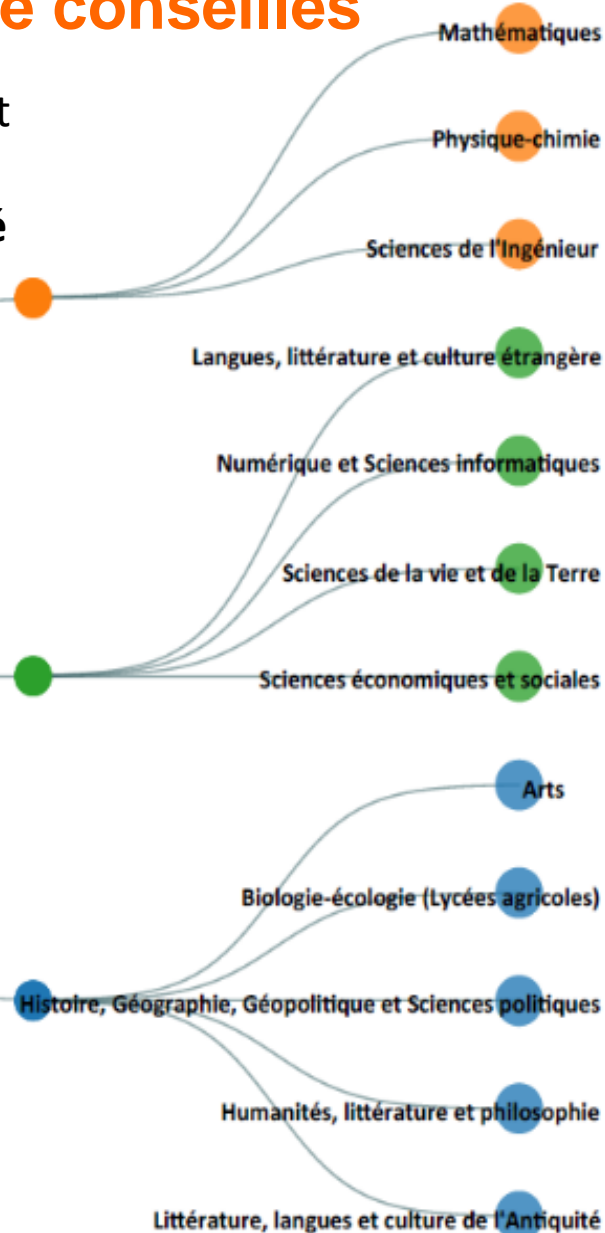 e conseillés
Mathématiques
t
Physique-chimie
é
Sciences de l'Ingénieur
Langues, littérature et culture étrangère
Numérique et Sciences informatiques
Sciences de la vie et de la Terre
Sciences économiques et sociales
Arts
Biologie-écologie (Lycées agricoles)
Histoire, Géographie, Géopolitique et Sciences politiques
Humanités, littérature et philosophie
Littérature, langues et culture de l'Antiquité